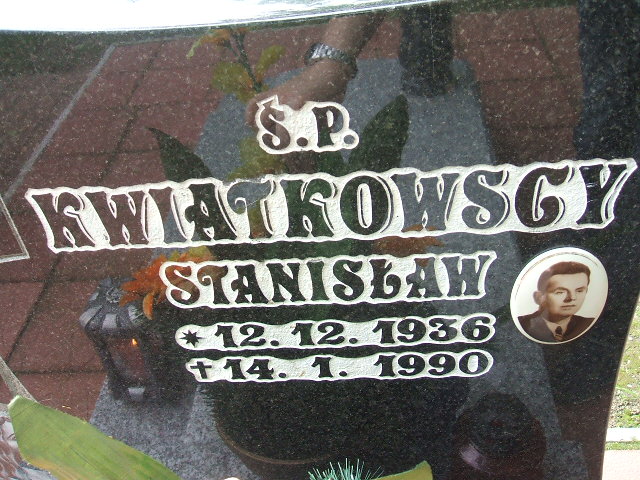 Ś.P.
KWIATKOWSCY
STANISŁAW
* 12. 12. 1936
+ 14. 1. 1990